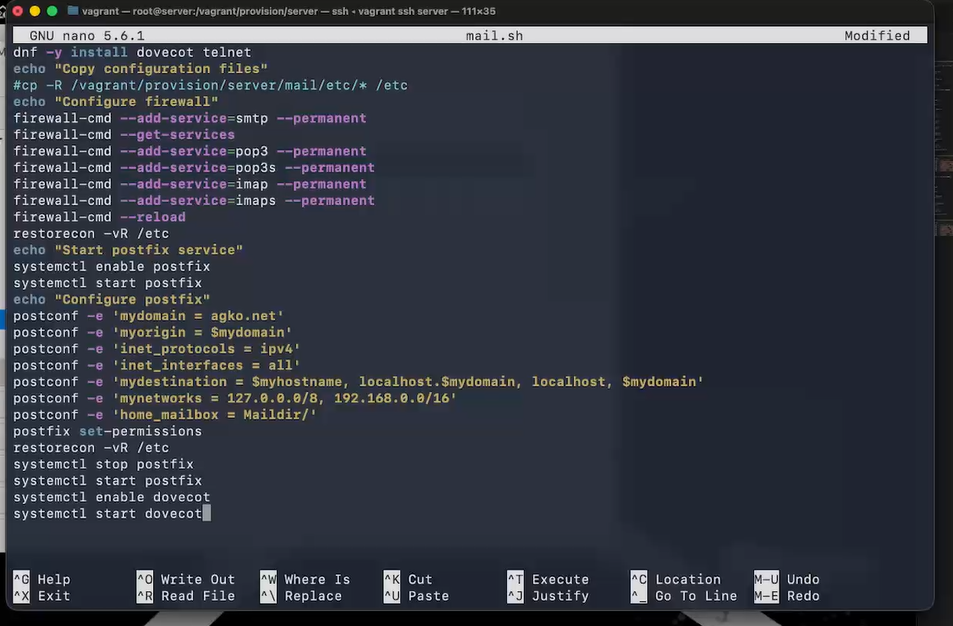 vagrant — root@server:/vagrant/provision/server — ssh ◂ vagrant ssh server — 111×35
GNU nano 5.6.1 mail.sh Modified
dnf -y install dovecot telnet
echo "Copy configuration files"
#cp -R /vagrant/provision/server/mail/etc/* /etc
echo "Configure firewall"
firewall-cmd --add-service=smtp --permanent
firewall-cmd --get-services
firewall-cmd --add-service=pop3 --permanent
firewall-cmd --add-service=pop3s --permanent
firewall-cmd --add-service=imap --permanent
firewall-cmd --add-service=imaps --permanent
firewall-cmd --reload
restorecon -vR /etc
echo "Start postfix service"
systemctl enable postfix
systemctl start postfix
echo "Configure postfix"
postconf -e 'mydomain = agko.net'
postconf -e 'myorigin = $mydomain'
postconf -e 'inet_protocols = ipv4'
postconf -e 'inet_interfaces = all'
postconf -e 'mydestination = $myhostname, localhost.$mydomain, localhost, $mydomain'
postconf -e 'mynetworks = 127.0.0.0/8, 192.168.0.0/16'
postconf -e 'home_mailbox = Maildir/'
postfix set-permissions
restorecon -vR /etc
systemctl stop postfix
systemctl start postfix
systemctl enable dovecot
systemctl start dovecot
^G Help ^O Write Out ^W Where Is ^K Cut ^T Execute ^C Location M-U Undo
^X Exit ^R Read File ^\ Replace ^U Paste ^J Justify ^_ Go To Line M-E Redo